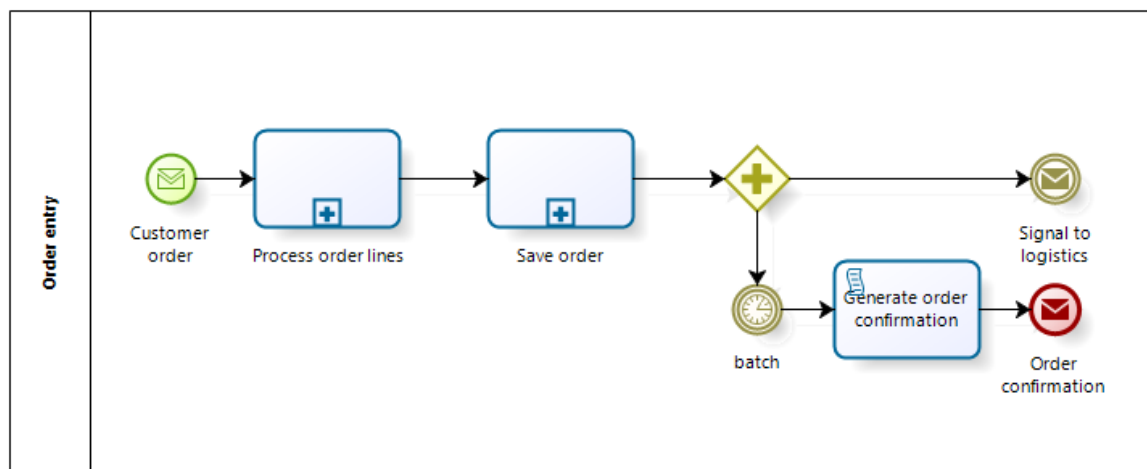 Order entry
Customer
order
Process order lines
Save order
Signal to
logistics
batch
Generate order
confirmation
Order
confirmation